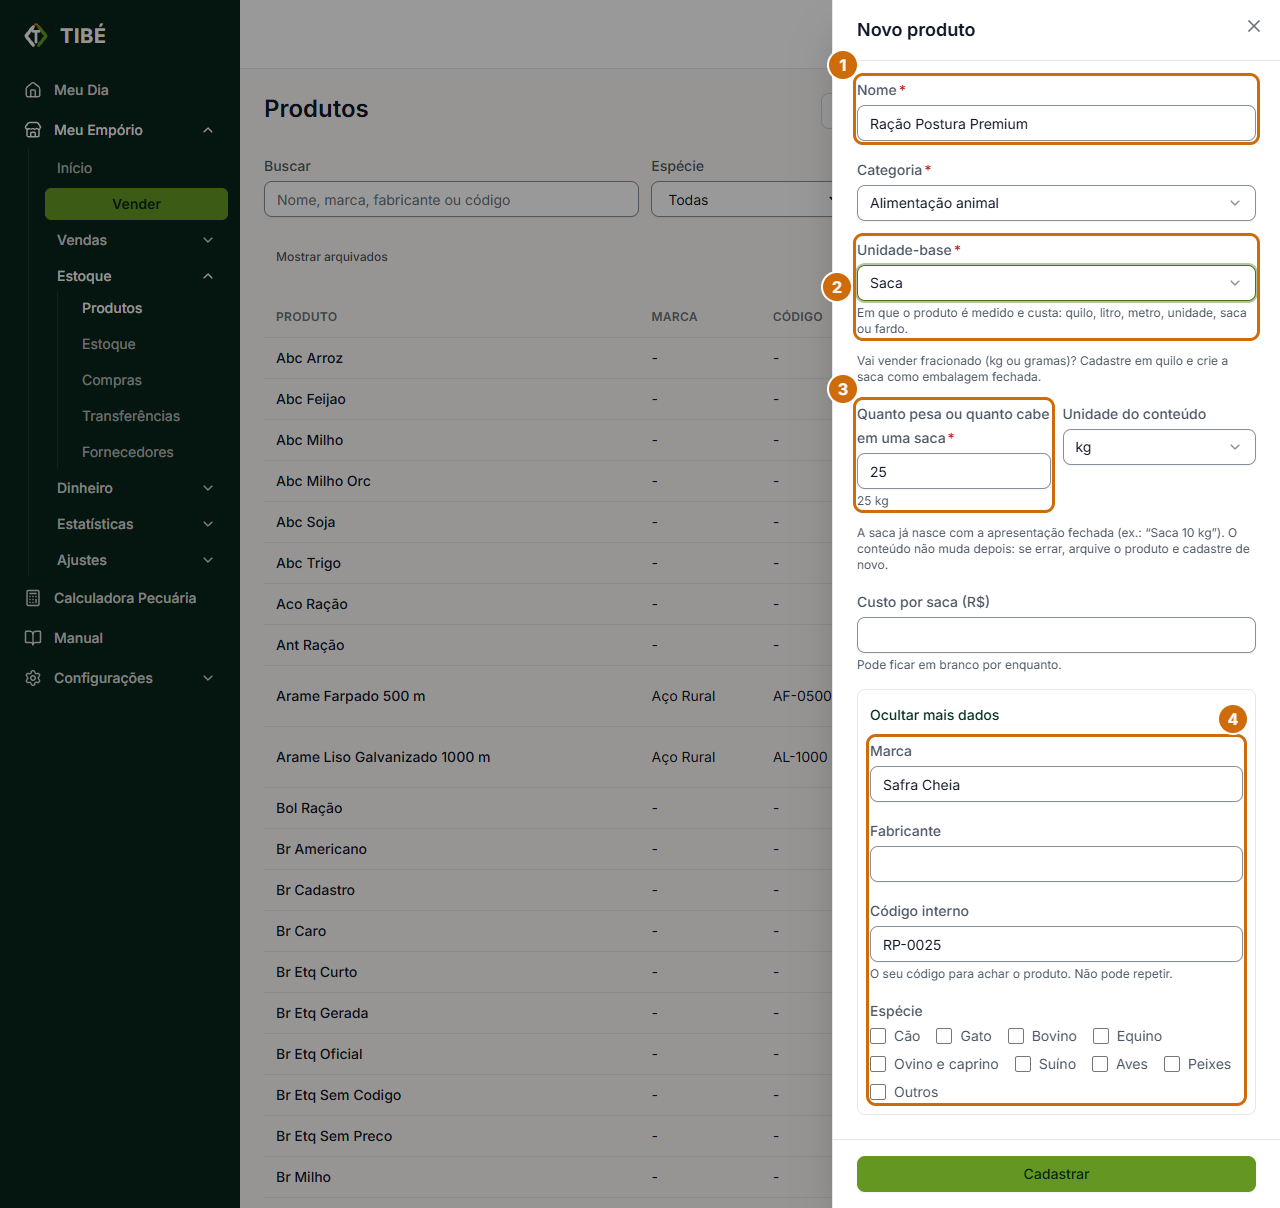 TIBÉ
Meu Dia
Meu Empório
Início
Vender
Vendas
Estoque
Produtos
Estoque
Compras
Transferências
Fornecedores
Dinheiro
Estatísticas
Ajustes
Calculadora Pecuária
Manual
Configurações
Produtos
Buscar
Espécie
Nome, marca, fabricante ou código
Todas
Mostrar arquivados
PRODUTO MARCA CÓDIGO
Abc Arroz - -
Abc Feijao - -
Abc Milho - -
Abc Milho Orc - -
Abc Soja - -
Abc Trigo - -
Aco Ração - -
Ant Ração - -
Arame Farpado 500 m Aço Rural AF-0500
Arame Liso Galvanizado 1000 m Aço Rural AL-1000
Bol Ração - -
Br Americano - -
Br Cadastro - -
Br Caro - -
Br Etq Curto - -
Br Etq Gerada - -
Br Etq Oficial - -
Br Etq Sem Codigo - -
Br Etq Sem Preco - -
Br Milho - -
Novo produto
1
Nome *
Ração Postura Premium
Categoria *
Alimentação animal
Unidade-base *
2
Saca
Em que o produto é medido e custa: quilo, litro, metro, unidade, saca
ou fardo.
Vai vender fracionado (kg ou gramas)? Cadastre em quilo e crie a
saca como embalagem fechada.
3
Quanto pesa ou quanto cabe
em uma saca *
25
25 kg
Unidade do conteúdo
kg
A saca já nasce com a apresentação fechada (ex.: “Saca 10 kg”). O
conteúdo não muda depois: se errar, arquive o produto e cadastre de
novo.
Custo por saca (R$)
Pode ficar em branco por enquanto.
Ocultar mais dados
4
Marca
Safra Cheia
Fabricante
Código interno
RP-0025
O seu código para achar o produto. Não pode repetir.
Espécie
Cão Gato Bovino Equino
Ovino e caprino Suíno Aves Peixes
Outros
Cadastrar